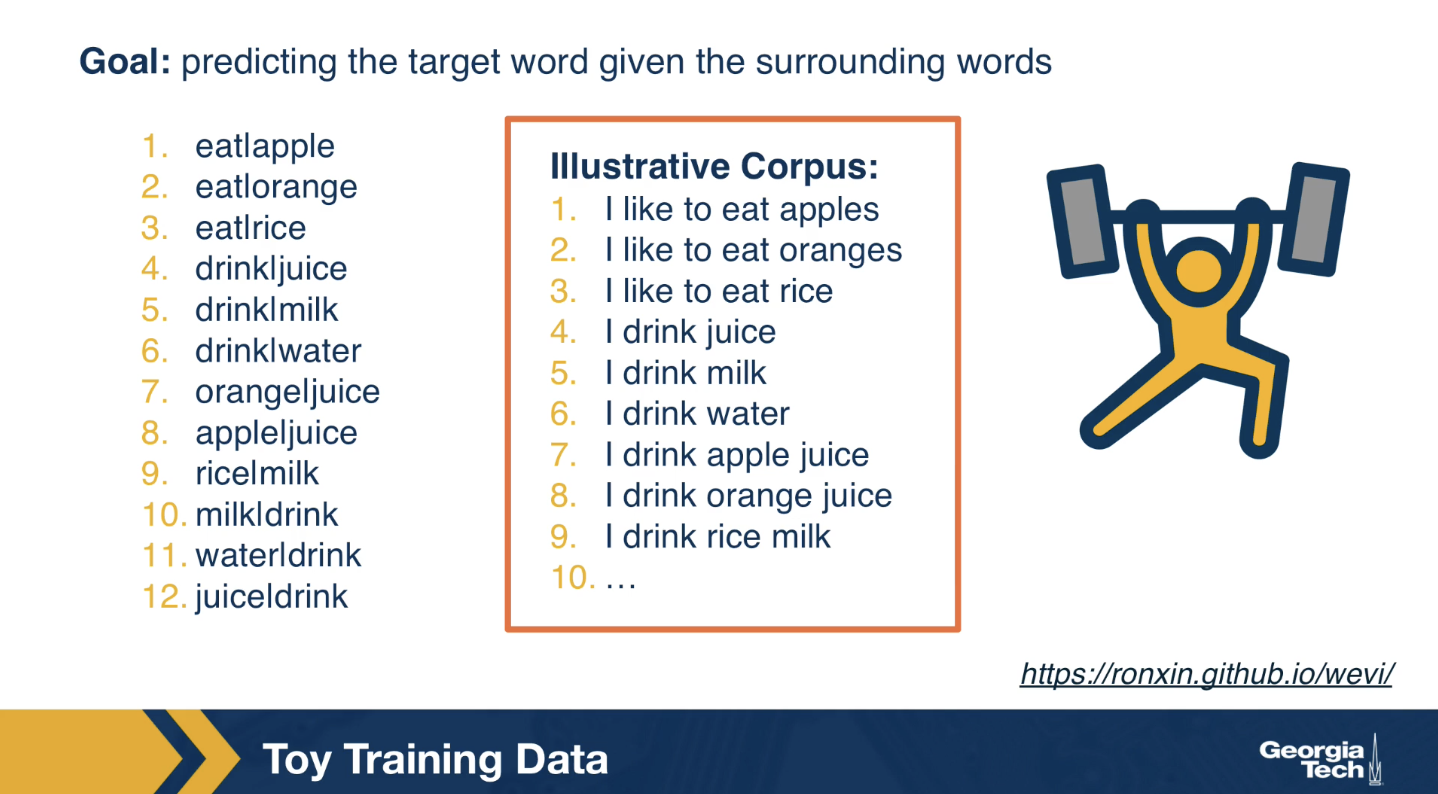 Goal: predicting the target word given the surrounding words
1. eat|apple
2. eat|orange
3. eat|rice
4. drink|juice
5. drink|milk
6. drink|water
7. orange|juice
8. apple|juice
9. rice|milk
10. milk|drink
11. water|drink
12. juice|drink
Illustrative Corpus:
1. I like to eat apples
2. I like to eat oranges
3. I like to eat rice
4. I drink juice
5. I drink milk
6. I drink water
7. I drink apple juice
8. I drink orange juice
9. I drink rice milk
10. …
https://ronxin.github.io/wevi/
Toy Training Data
Georgia
Tech